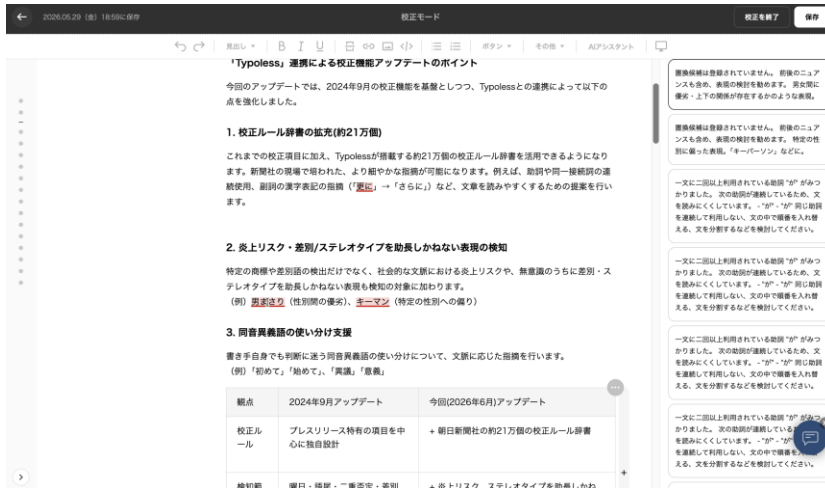 2026.05.29（金）18:59に保存
校正モード
校正を終了
保存
見出し
B I U
ボタン
その他
AIアシスタント
「Typoless」連携による校正機能アップデートのポイント
今回のアップデートでは、2024年9月の校正機能を基盤としつつ、Typolessとの連携によって以下の
点を強化しました。
1. 校正ルール辞書の拡充(約21万個)
これまでの校正項目に加え、Typolessが搭載する約21万個の校正ルール辞書を活用できるようになり
ます。新聞社の現場で培われた、より細やかな指摘が可能になります。例えば、助詞や同一接続詞の連
続使用、副詞の漢字表記の指摘（「更に」→「さらに」）など、文章を読みやすくするための提案を行い
ます。
2. 炎上リスク・差別/ステレオタイプを助長しかねない表現の検知
特定の商標や差別語の検出だけでなく、社会的な文脈における炎上リスクや、無意識のうちに差別・ス
テレオタイプを助長しかねない表現も検知の対象に加わります。
（例）男まさり（性別間の優劣）、キーマン（特定の性別への偏り）
3. 同音異義語の使い分け支援
書き手自身でも判断に迷う同音異義語の使い分けについて、文脈に応じた指摘を行います。
（例）「初めて」「始めて」、「異議」「意義」
観点
2024年9月アップデート
今回(2026年6月)アップデート
校正ル
ール
プレスリリース特有の項目を中
心に独自設計
+ 朝日新聞社の約21万個の校正ルール辞書
検知範
曜日・語尾・二重否定・差別
+ 炎上リスク、ステレオタイプを助長しかね
置換候補は登録されていません。 前後のニュア
ンスも含め、表現の検討を勧めます。 男女間に
優劣・上下の関係が存在するかのような表現。
置換候補は登録されていません。 前後のニュア
ンスも含め、表現の検討を勧めます。 特定の性
別に偏った表現。「キーパーソン」などに。
一文に二回以上利用されている助詞 "が" がみつ
かりました。 次の助詞が連続しているため、文
を読みにくくしています。 - "が" - "が" 同じ助詞
を連続して利用しない、文の中で順番を入れ替
える、文を分割するなどを検討してください。
一文に二回以上利用されている助詞 "が" がみつ
かりました。 次の助詞が連続しているため、文
を読みにくくしています。 - "が" - "が" 同じ助詞
を連続して利用しない、文の中で順番を入れ替
える、文を分割するなどを検討してください。
一文に二回以上利用されている助詞 "が" がみつ
かりました。 次の助詞が連続しているため、文
を読みにくくしています。 - "が" - "が" 同じ助詞
を連続して利用しない、文の中で順番を入れ替
える、文を分割するなどを検討してください。
一文に二回以上利用されている助詞 "が" がみつ
かりました。 次の助詞が連続している
を読みにくくしています。 - "が" - "が"
を連続して利用しない、文の中で順番を
える、文を分割するなどを検討してください。